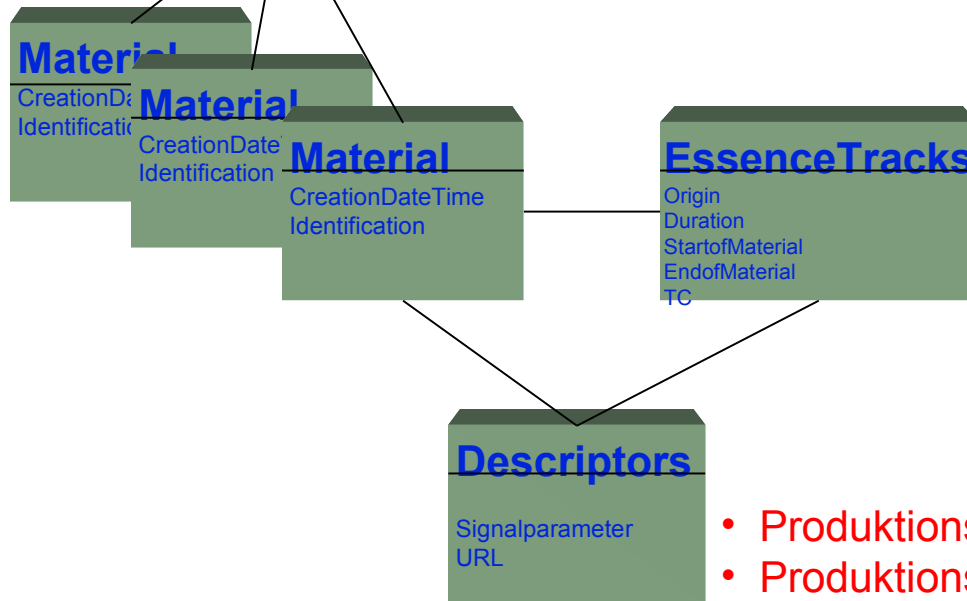 Material
CreationDa
Identificatio
Material
CreationDate
Identification
Material
CreationDateTime
Identification
EssenceTracks
Origin
Duration
StartofMaterial
EndofMaterial
TC
Descriptors
Signalparameter
URL
• Produktions
• Produktions